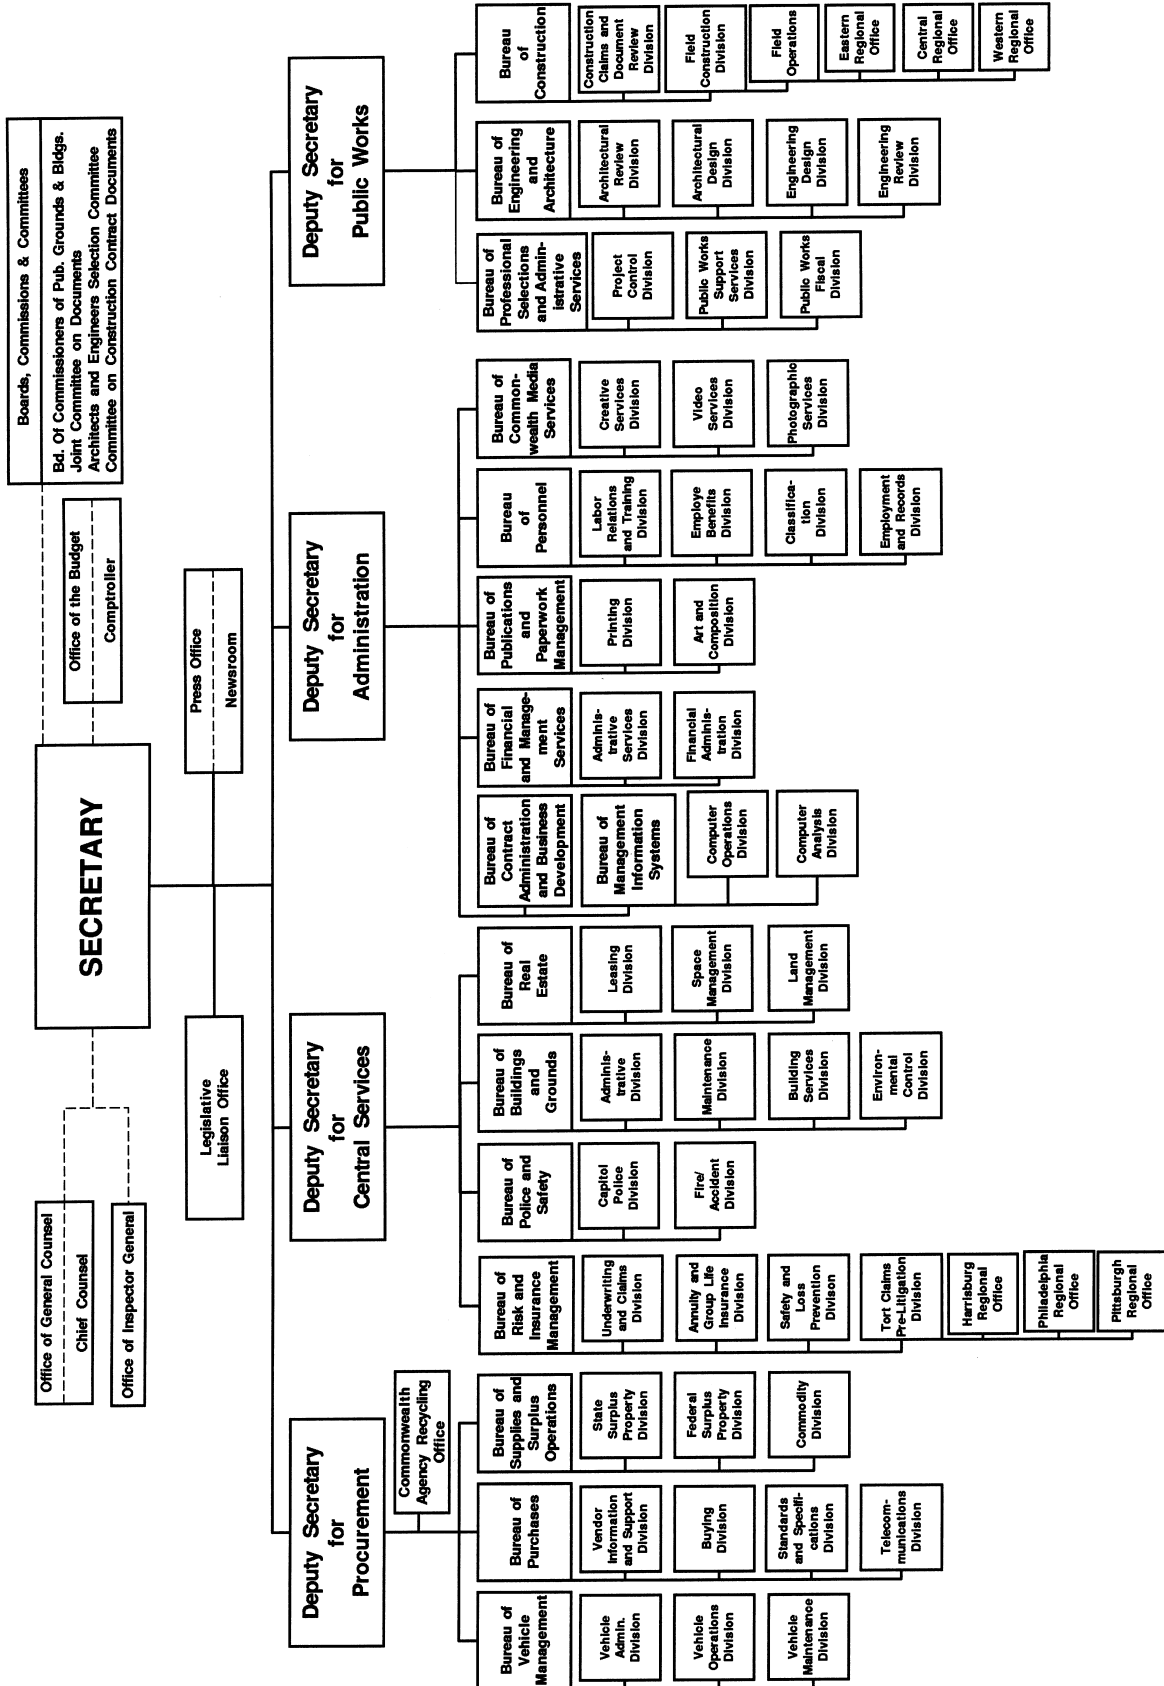 SECRETARY
Boards, Commissions & Committees
Bd. Of Commissioners of Pub. Grounds & Bldgs.
Joint Committee on Documents
Architects and Engineers Selection Committee
Committee on Construction Contract Documents
Office of the Budget
Comptroller
Office of General Counsel
Chief Counsel
Office of Inspector General
Press Office
Newsroom
Legislative
Liaison Office
Deputy Secretary
for
Procurement
Commonwealth
Agency Recycling
Office
Bureau of
Vehicle
Management
Vehicle
Admin.
Division
Vehicle
Operations
Division
Vehicle
Maintenance
Division
Bureau of
Purchases
Vendor
Information
and Support
Division
Buying
Division
Standards
and Specifi-
cations
Division
Telecom-
munications
Division
Bureau of
Supplies and
Surplus
Operations
State
Surplus
Property
Division
Federal
Surplus
Property
Division
Commodity
Division
Deputy Secretary
for
Central Services
Bureau of
Risk and
Insurance
Management
Underwriting
and Claims
Division
Annuity and
Group Life
Insurance
Division
Safety and
Loss
Prevention
Division
Tort Claims
Pre-Litigation
Division
Harrisburg
Regional
Office
Philadelphia
Regional
Office
Pittsburgh
Regional
Office
Bureau of
Police and
Safety
Capitol
Police
Division
Fire/
Accident
Division
Bureau of
Buildings
and
Grounds
Adminis-
trative
Division
Maintenance
Division
Building
Services
Division
Environ-
mental
Control
Division
Bureau of
Real
Estate
Leasing
Division
Space
Management
Division
Land
Management
Division
Deputy Secretary
for
Administration
Bureau of
Contract
Administration
and Business
Development
Bureau of
Management
Information
Systems
Computer
Operations
Division
Computer
Analysis
Division
Bureau of
Financial
and Manage-
ment
Services
Adminis-
trative
Services
Division
Financial
Adminis-
tration
Division
Bureau of
Publications
and
Paperwork
Management
Printing
Division
Art and
Composition
Division
Bureau
of
Personnel
Labor
Relations
and Training
Division
Employe
Benefits
Division
Classifica-
tion
Division
Employment
and Records
Division
Bureau of
Common-
wealth Media
Services
Creative
Services
Division
Video
Services
Division
Photographic
Services
Division
Deputy Secretary
for
Public Works
Bureau of
Professional
Selections
and Admin-
istrative
Services
Project
Control
Division
Public Works
Support
Services
Division
Public Works
Fiscal
Division
Bureau of
Engineering
and
Architecture
Architectural
Review
Division
Architectural
Design
Division
Engineering
Design
Division
Engineering
Review
Division
Bureau
of
Construction
Construction
Claims and
Document
Review
Division
Field
Construction
Division
Field
Operations
Eastern
Regional
Office
Central
Regional
Office
Western
Regional
Office